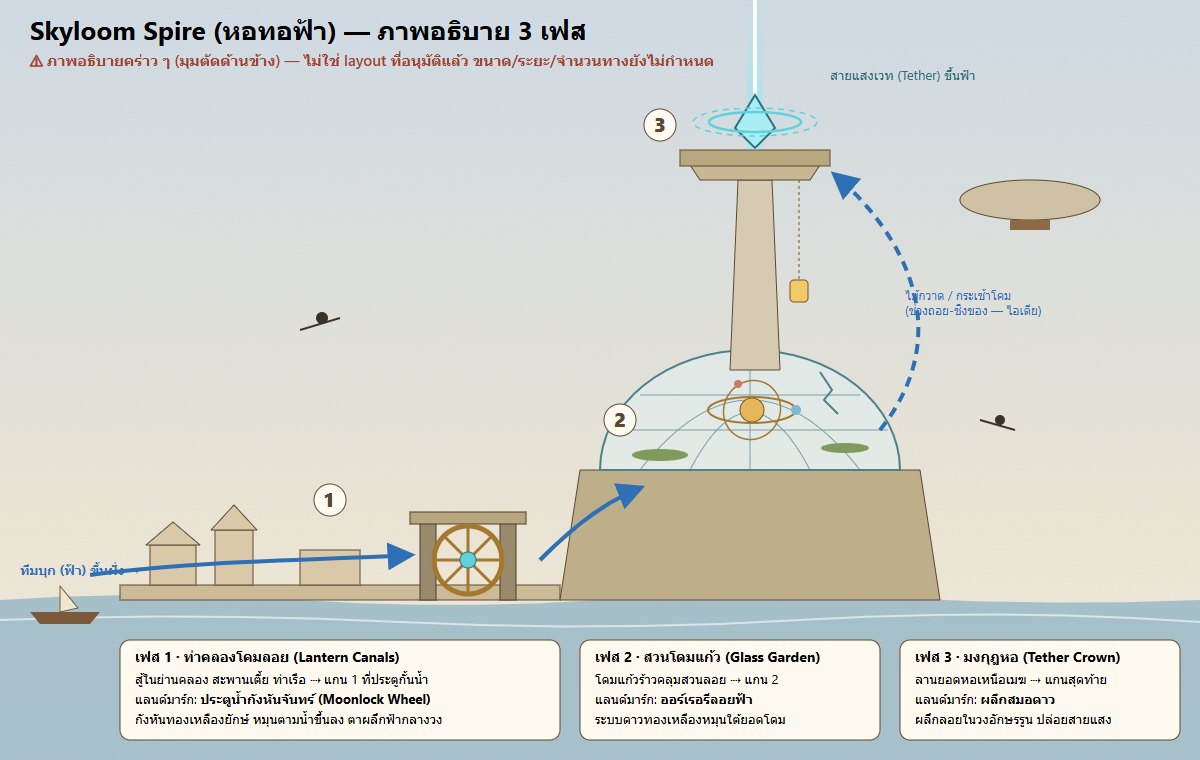 Skyloom Spire (หอทอฟ้า) — ภาพอธิบาย 3 เฟส
⚠ ภาพอธิบายคร่าว ๆ (มุมตัดด้านข้าง) — ไม่ใช่ layout ที่อนุมัติแล้ว ขนาด/ระยะ/จำนวนทางยังไม่กำหนด
สายแสงเวท (Tether) ขึ้นฟ้า
3
ไม้กวาด / กระเช้าโคม
(ช่วงถอย-ชิงของ — ไอเดีย)
2
1
ทีมบุก (ฟ้า) ขึ้นฝั่ง →
เฟส 1 · ท่าคลองโคมลอย (Lantern Canals)
สู้ในย่านคลอง สะพานเตี้ย ท่าเรือ → แกน 1 ที่ประตูกั้นน้ำ
แลนด์มาร์ก: ประตูน้ำกังหันจันทร์ (Moonlock Wheel)
กังหันทองเหลืองยักษ์ หมุนตามน้ำขึ้นลง ตาผลึกฟ้ากลางวง
เฟส 2 · สวนโดมแก้ว (Glass Garden)
โดมแก้วร้าวคลุมสวนลอย → แกน 2
แลนด์มาร์ก: ออร์เรอรีลอยฟ้า
ระบบดาวทองเหลืองหมุนใต้ยอดโดม
เฟส 3 · มงกุฎหอ (Tether Crown)
ลานยอดหอเหนือเมฆ → แกนสุดท้าย
แลนด์มาร์ก: ผลึกสมอดาว
ผลึกลอยในวงอักษรรูน ปล่อยสายแสง